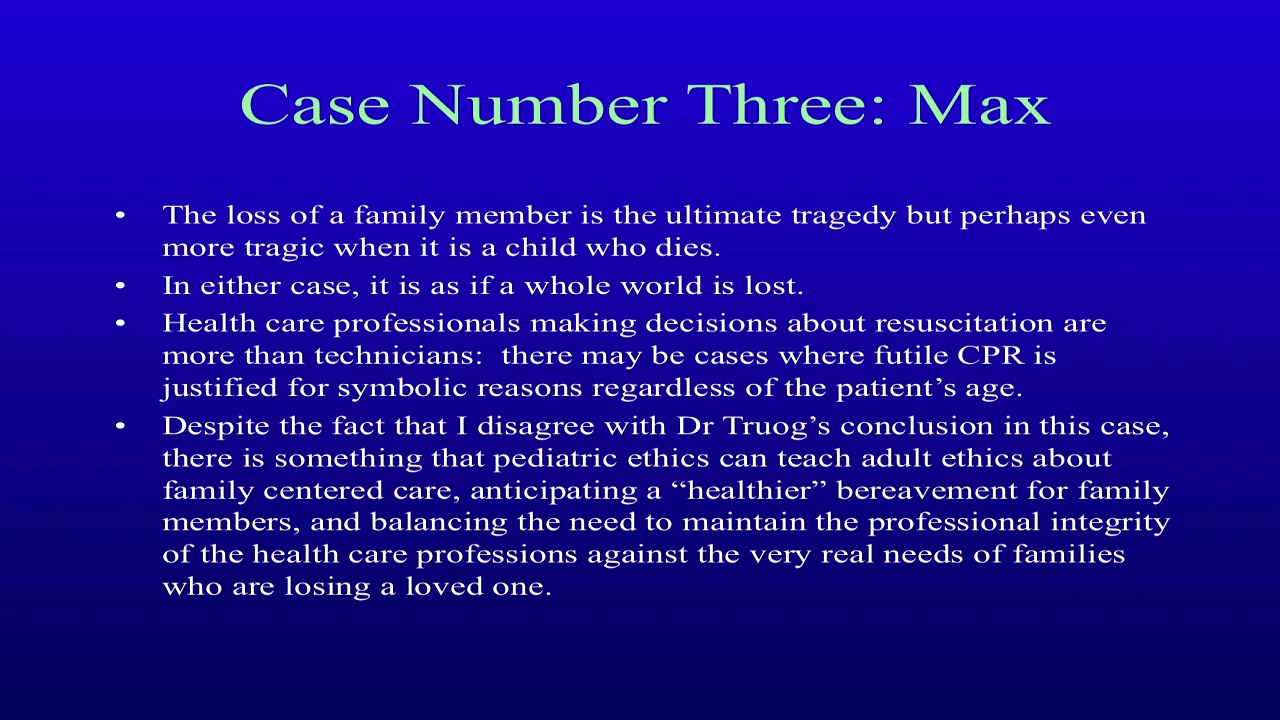 Case Number Three: Max
• The loss of a family member is the ultimate tragedy but perhaps even
more tragic when it is a child who dies.
• In either case, it is as if a whole world is lost.
• Health care professionals making decisions about resuscitation are
more than technicians:  there may be cases where futile CPR is
justified for symbolic reasons regardless of the patient’s age.
• Despite the fact that I disagree with Dr Truog’s conclusion in this case,
there is something that pediatric ethics can teach adult ethics about
family centered care, anticipating a “healthier” bereavement for family
members, and balancing the need to maintain the professional integrity
of the health care professions against the very real needs of families
who are losing a loved one.